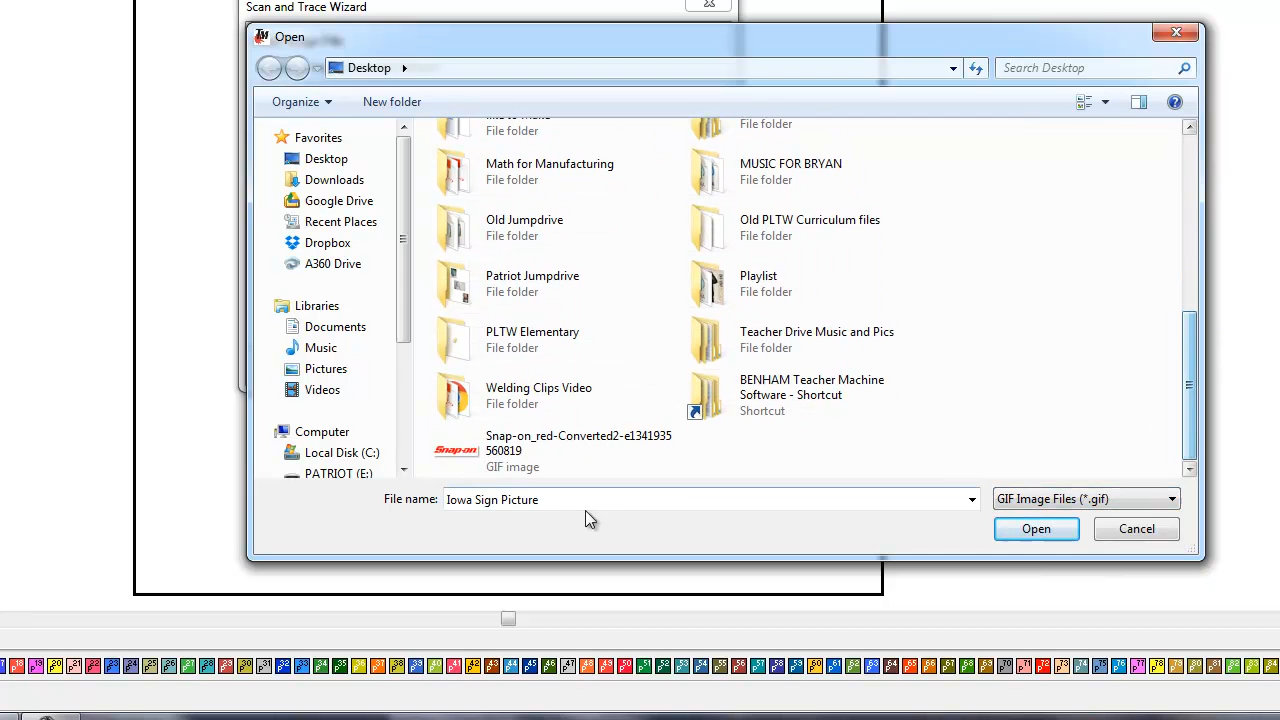 Scan and Trace Wizard
Open
Desktop
Search Desktop
Organize
New folder
Favorites
Desktop
Downloads
Google Drive
Recent Places
Dropbox
A360 Drive
Libraries
Documents
Music
Pictures
Videos
Computer
Local Disk (C:)
PATRIOT (E:)
File folder
File folder
Math for Manufacturing
File folder
MUSIC FOR BRYAN
File folder
Old Jumpdrive
File folder
Old PLTW Curriculum files
File folder
Patriot Jumpdrive
File folder
Playlist
File folder
PLTW Elementary
File folder
Teacher Drive Music and Pics
File folder
Welding Clips Video
File folder
BENHAM Teacher Machine
Software - Shortcut
Shortcut
Snap-on
Snap-on_red-Converted2-e1341935
560819
GIF image
File name:
Iowa Sign Picture
GIF Image Files (*.gif)
Open
Cancel